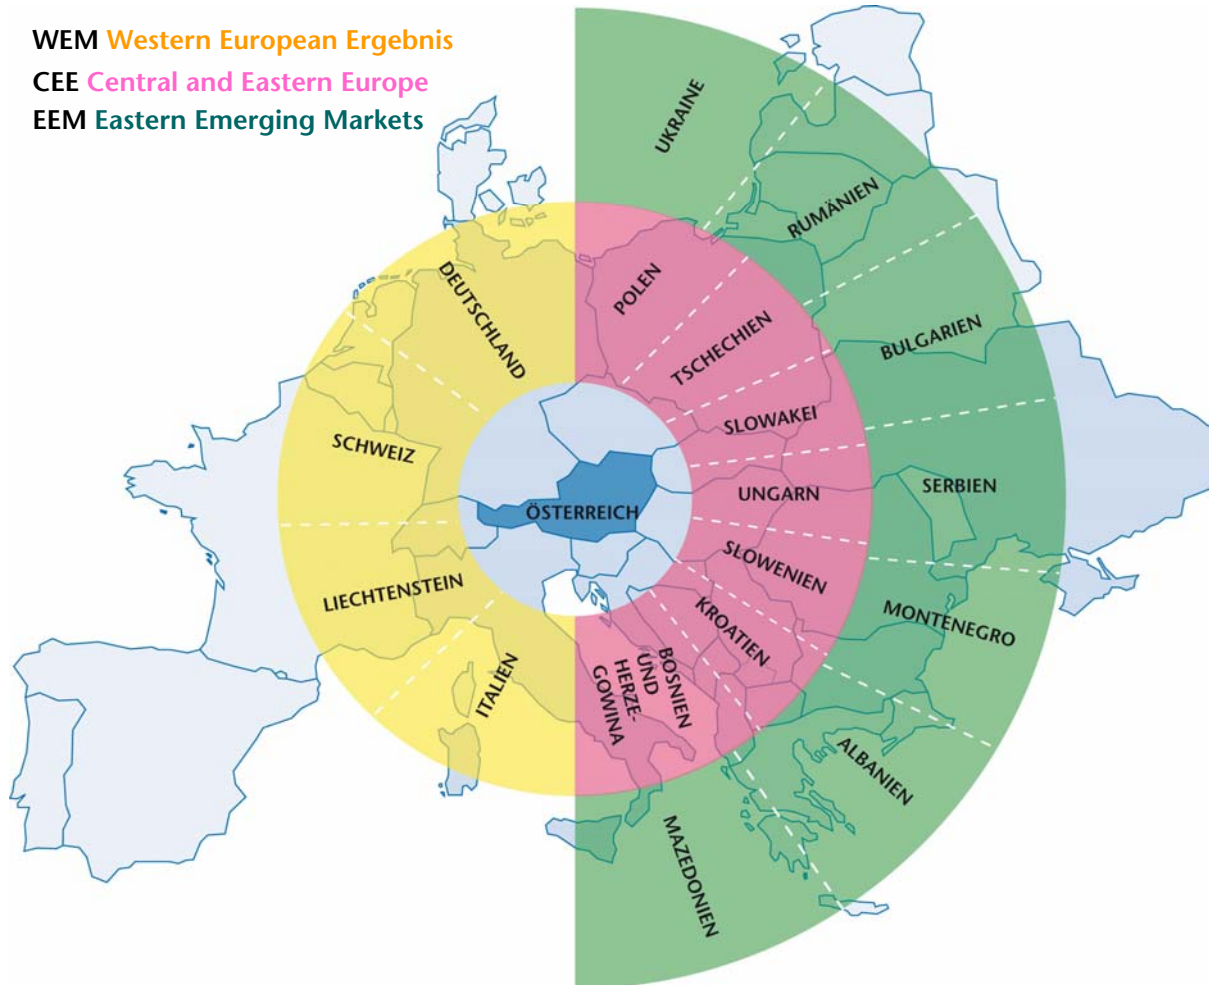 WEM Western European Ergebnis
CEE Central and Eastern Europe
EEM Eastern Emerging Markets
UKRAINE
RUMÄNIEN
BULGARIEN
SERBIEN
MONTENEGRO
ALBANIEN
MAZEDONIEN
POLEN
TSCHECHIEN
SLOWAKEI
UNGARN
SLOWENIEN
KROATIEN
BOSNIEN
UND
HERZE-
GOWINA
DEUTSCHLAND
SCHWEIZ
LIECHTENSTEIN
ITALIEN
ÖSTERREICH